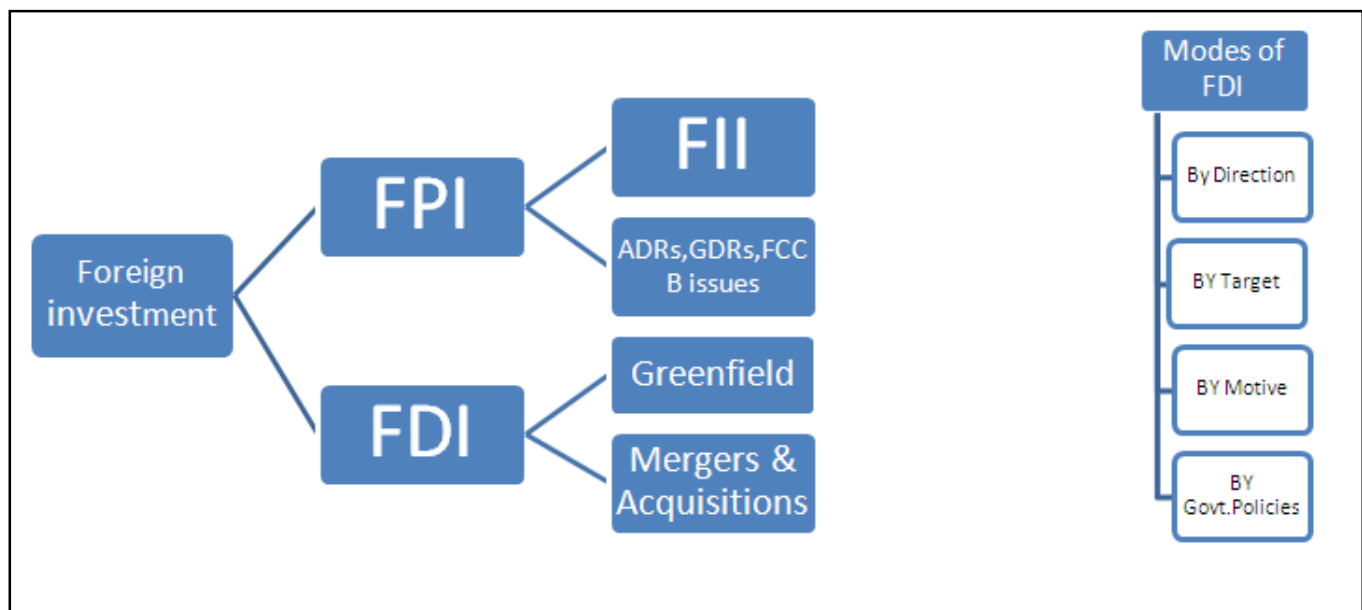 Foreign
investment
FPI
FDI
FII
ADRs,GDRs,FCC
B issues
Greenfield
Mergers &
Acquisitions
Modes of
FDI
By Direction
BY Target
BY Motive
BY
Govt.Policies